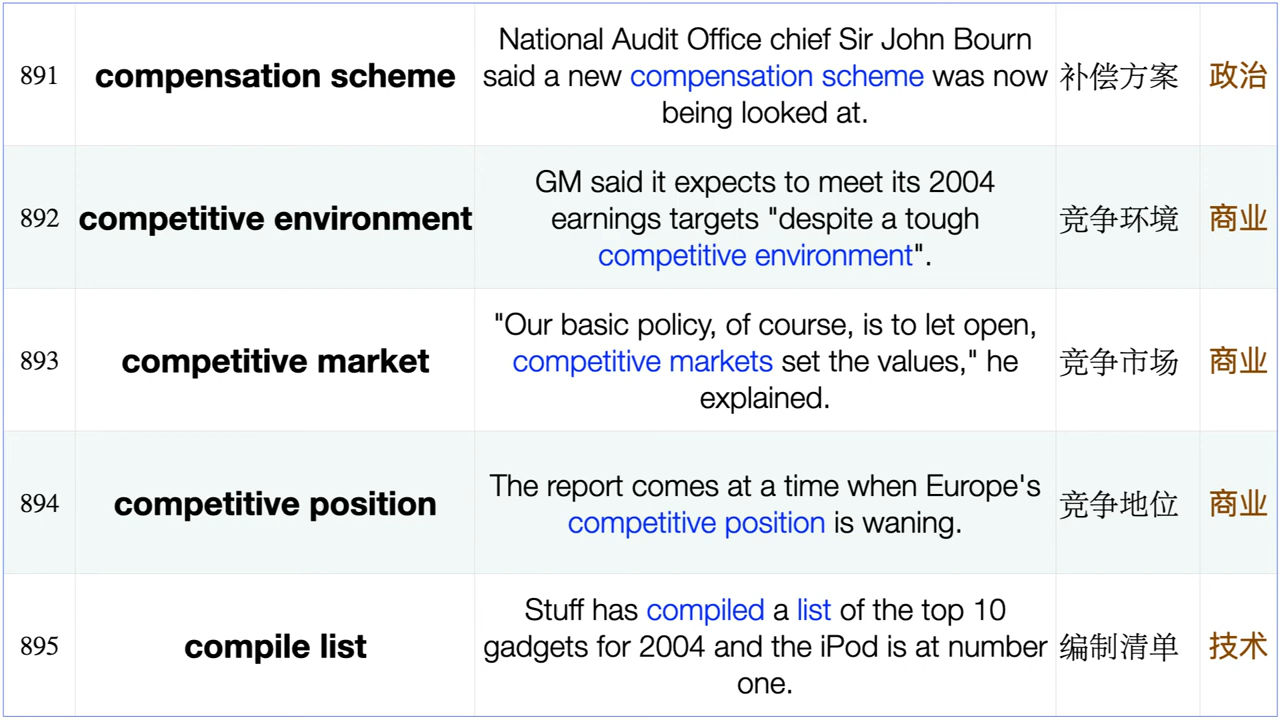 891 compensation scheme National Audit Office chief Sir John Bourn said a new compensation scheme was now being looked at. 补偿方案 政治
892 competitive environment GM said it expects to meet its 2004 earnings targets "despite a tough competitive environment". 竞争环境 商业
893 competitive market "Our basic policy, of course, is to let open, competitive markets set the values," he explained. 竞争市场 商业
894 competitive position The report comes at a time when Europe's competitive position is waning. 竞争地位 商业
895 compile list Stuff has compiled a list of the top 10 gadgets for 2004 and the iPod is at number one. 编制清单 技术